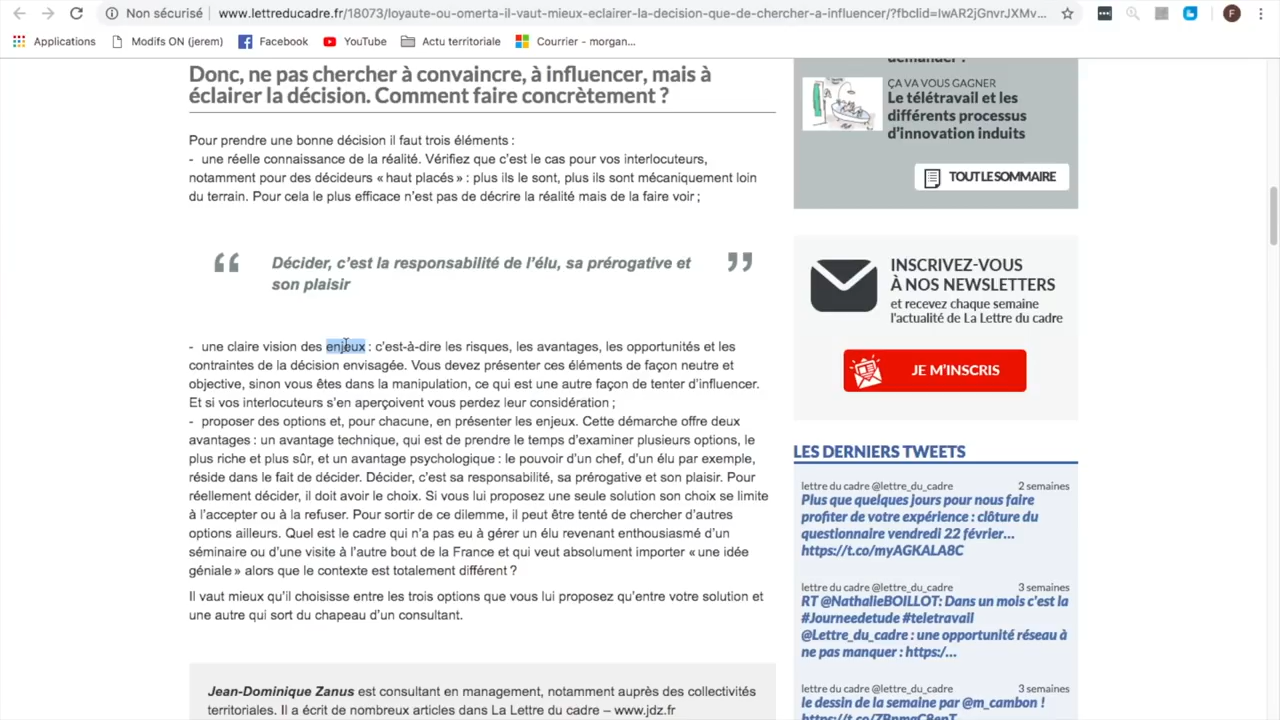 Non sécurisé
www.lettreducadre.fr/18073/loyaute-ou-omerta-il-vaut-mieux-eclairer-la-decision-que-de-chercher-a-influencer/?fbclid=IwAR2jGnvrJXMv...
F
Applications
Modifs ON (jerem)
Facebook
YouTube
Actu territoriale
Courrier - morgan...
Donc, ne pas chercher à convaincre, à influencer, mais à
éclairer la décision. Comment faire concrètement ?
Pour prendre une bonne décision il faut trois éléments :
- une réelle connaissance de la réalité. Vérifiez que c'est le cas pour vos interlocuteurs,
notamment pour des décideurs « haut placés » : plus ils le sont, plus ils sont mécaniquement loin
du terrain. Pour cela le plus efficace n'est pas de décrire la réalité mais de la faire voir ;
“ Décider, c'est la responsabilité de l'élu, sa prérogative et ”
son plaisir
- une claire vision des enjeux : c'est-à-dire les risques, les avantages, les opportunités et les
contraintes de la décision envisagée. Vous devez présenter ces éléments de façon neutre et
objective, sinon vous êtes dans la manipulation, ce qui est une autre façon de tenter d'influencer.
Et si vos interlocuteurs s'en aperçoivent vous perdez leur considération ;
- proposer des options et, pour chacune, en présenter les enjeux. Cette démarche offre deux
avantages : un avantage technique, qui est de prendre le temps d'examiner plusieurs options, le
plus riche et plus sûr, et un avantage psychologique : le pouvoir d'un chef, d'un élu par exemple,
réside dans le fait de décider. Décider, c'est sa responsabilité, sa prérogative et son plaisir. Pour
réellement décider, il doit avoir le choix. Si vous lui proposez une seule solution son choix se limite
à l'accepter ou à la refuser. Pour sortir de ce dilemme, il peut être tenté de chercher d'autres
options ailleurs. Quel est le cadre qui n'a pas eu à gérer un élu revenant enthousiasmé d'un
séminaire ou d'une visite à l'autre bout de la France et qui veut absolument importer « une idée
géniale » alors que le contexte est totalement différent ?
Il vaut mieux qu'il choisisse entre les trois options que vous lui proposez qu'entre votre solution et
une autre qui sort du chapeau d'un consultant.
Jean-Dominique Zanus est consultant en management, notamment auprès des collectivités
territoriales. Il a écrit de nombreux articles dans La Lettre du cadre – www.jdz.fr
demander ?
ÇA VA VOUS GAGNER
Le télétravail et les
différents processus
d'innovation induits
TOUT LE SOMMAIRE
INSCRIVEZ-VOUS
À NOS NEWSLETTERS
et recevez chaque semaine
l'actualité de La Lettre du cadre
JE M'INSCRIS
LES DERNIERS TWEETS
lettre du cadre @lettre_du_cadre 2 semaines
Plus que quelques jours pour nous faire
profiter de votre expérience : clôture du
questionnaire vendredi 22 février...
https://t.co/myAGKALA8C
lettre du cadre @lettre_du_cadre 3 semaines
RT @NathalieBOILLOT: Dans un mois c'est la
#Journeedetude #teletravail
@Lettre_du_cadre : une opportunité réseau à
ne pas manquer : https:/...
lettre du cadre @lettre_du_cadre 3 semaines
le dessin de la semaine par @m_cambon !